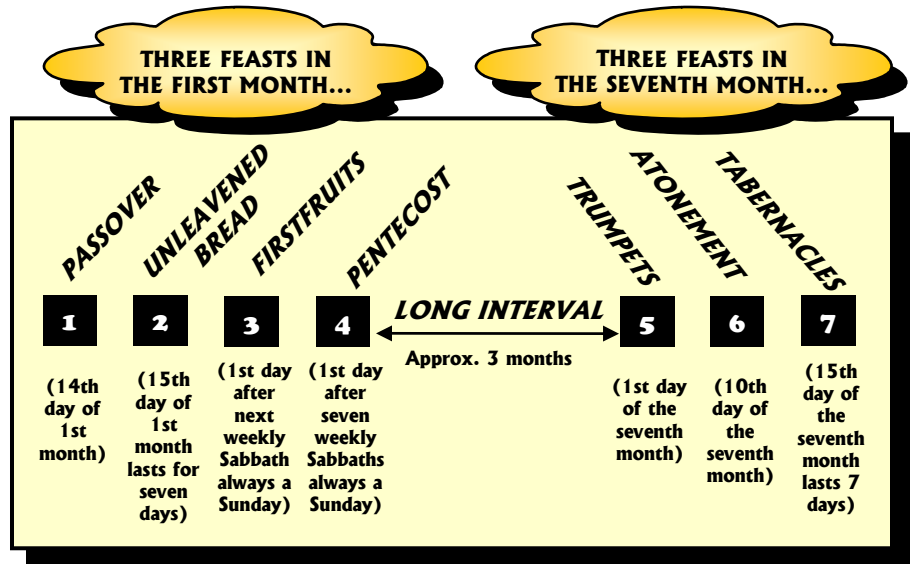 THREE FEASTS IN
THE FIRST MONTH...
THREE FEASTS IN
THE SEVENTH MONTH...
PASSOVER
UNLEAVENED
BREAD
FIRSTFRUITS
PENTECOST
TRUMPETS
ATONEMENT
TABERNACLES
1
2
3
4
LONG INTERVAL
Approx. 3 months
5
6
7
(14th
day of
1st
month)
(15th
day of
1st
month
lasts for
seven
days)
(1st day
after
next
weekly
Sabbath
always a
Sunday)
(1st day
after
seven
weekly
Sabbaths
always a
Sunday)
(1st day
of the
seventh
month)
(10th
day of
the
seventh
month)
(15th
day of
the
seventh
month
lasts 7
days)